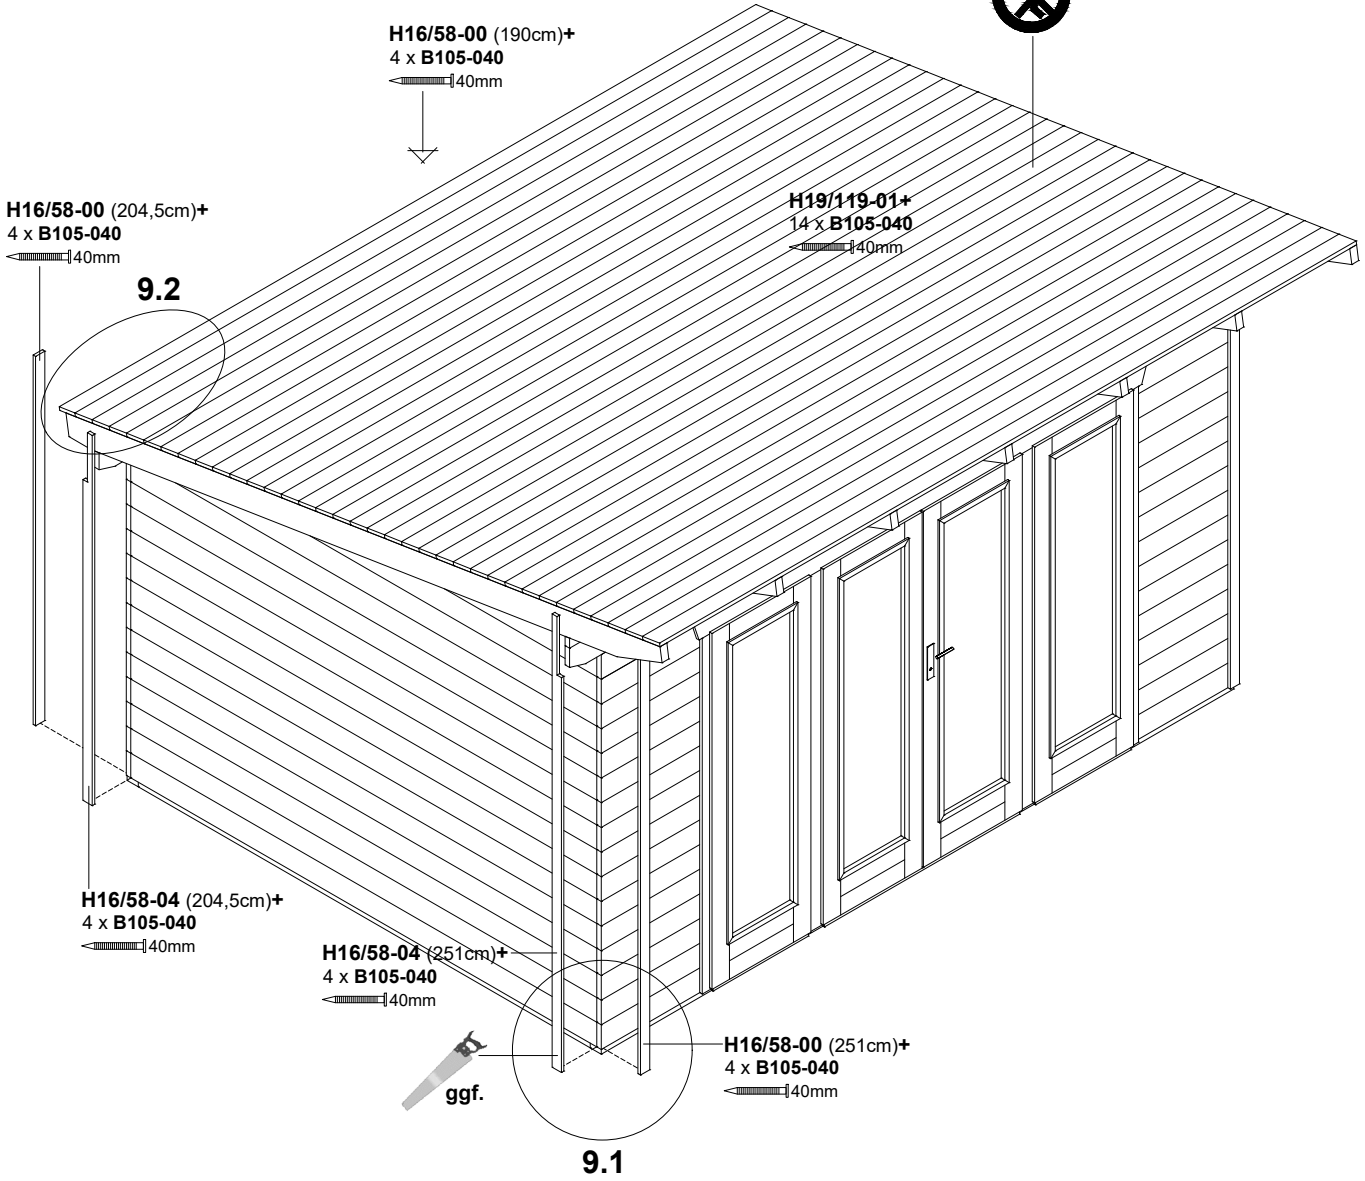 H16/58-00 (190cm)+
4 x B105-040
40mm
H16/58-00 (204,5cm)+
4 x B105-040
40mm
H19/119-01+
14 x B105-040
40mm
9.2
H16/58-04 (204,5cm)+
4 x B105-040
40mm
H16/58-04 (251cm)+
4 x B105-040
40mm
H16/58-00 (251cm)+
4 x B105-040
40mm
ggf.
9.1